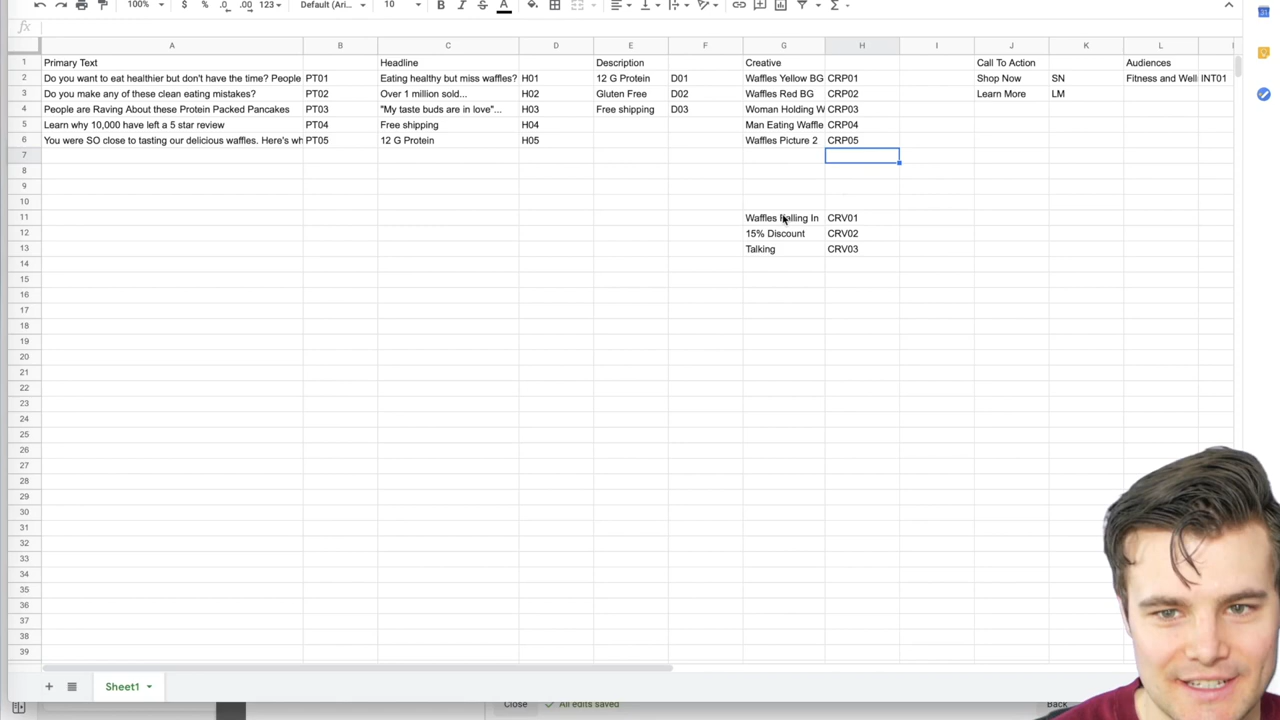 100% $ % .0 .00 123 Default (Ari... 10 B I S A
fx
A B C D E F G H I J K L
1 Primary Text Headline Description Creative Call To Action Audiences
2 Do you want to eat healthier but don't have the time? People PT01 Eating healthy but miss waffles? H01 12 G Protein D01 Waffles Yellow BG CRP01 Shop Now SN Fitness and Well INT01
3 Do you make any of these clean eating mistakes? PT02 Over 1 million sold... H02 Gluten Free D02 Waffles Red BG CRP02 Learn More LM
4 People are Raving About these Protein Packed Pancakes PT03 "My taste buds are in love"... H03 Free shipping D03 Woman Holding W CRP03
5 Learn why 10,000 have left a 5 star review PT04 Free shipping H04 Man Eating Waffle CRP04
6 You were SO close to tasting our delicious waffles. Here's wh PT05 12 G Protein H05 Waffles Picture 2 CRP05
7
8
9
10
11 Waffles In CRV01
12 15% Discount CRV02
13 Talking CRV03
14
15
16
17
18
19
20
21
22
23
24
25
26
27
28
29
30
31
32
33
34
35
36
37
38
39
Sheet1
Close All edits saved Back